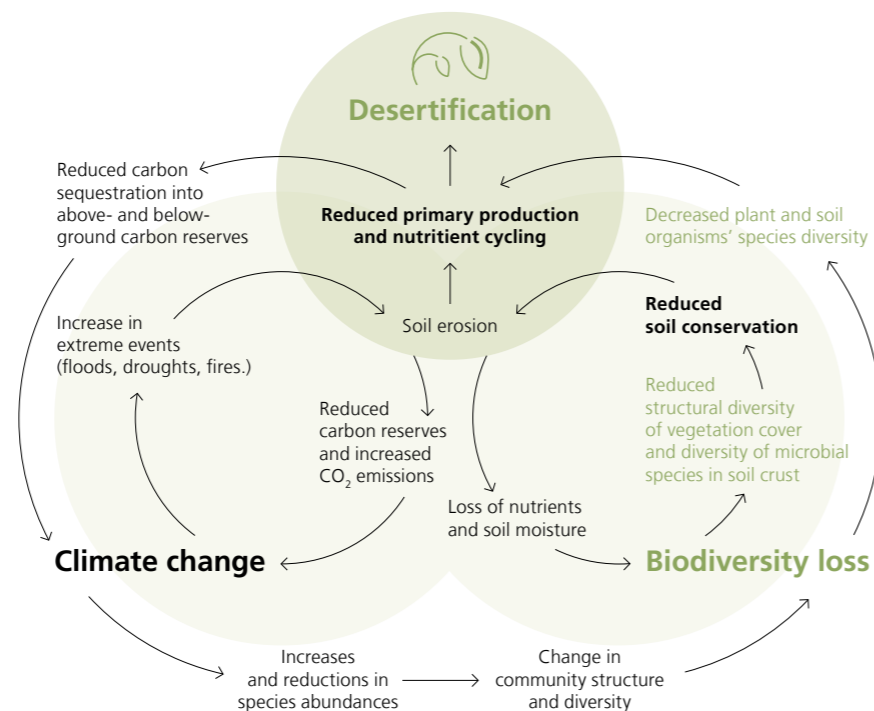 Desertification
Reduced carbon
sequestration into
above- and below-
ground carbon reserves
Reduced primary production
and nutritient cycling
Decreased plant and soil
organisms’ species diversity
Increase in
extreme events
(floods, droughts, fires.)
Soil erosion
Reduced
soil conservation
Reduced
carbon reserves
and increased
CO₂ emissions
Reduced
structural diversity
of vegetation cover
and diversity of microbial
species in soil crust
Loss of nutrients
and soil moisture
Climate change
Biodiversity loss
Increases
and reductions in
species abundances
Change in
community structure
and diversity